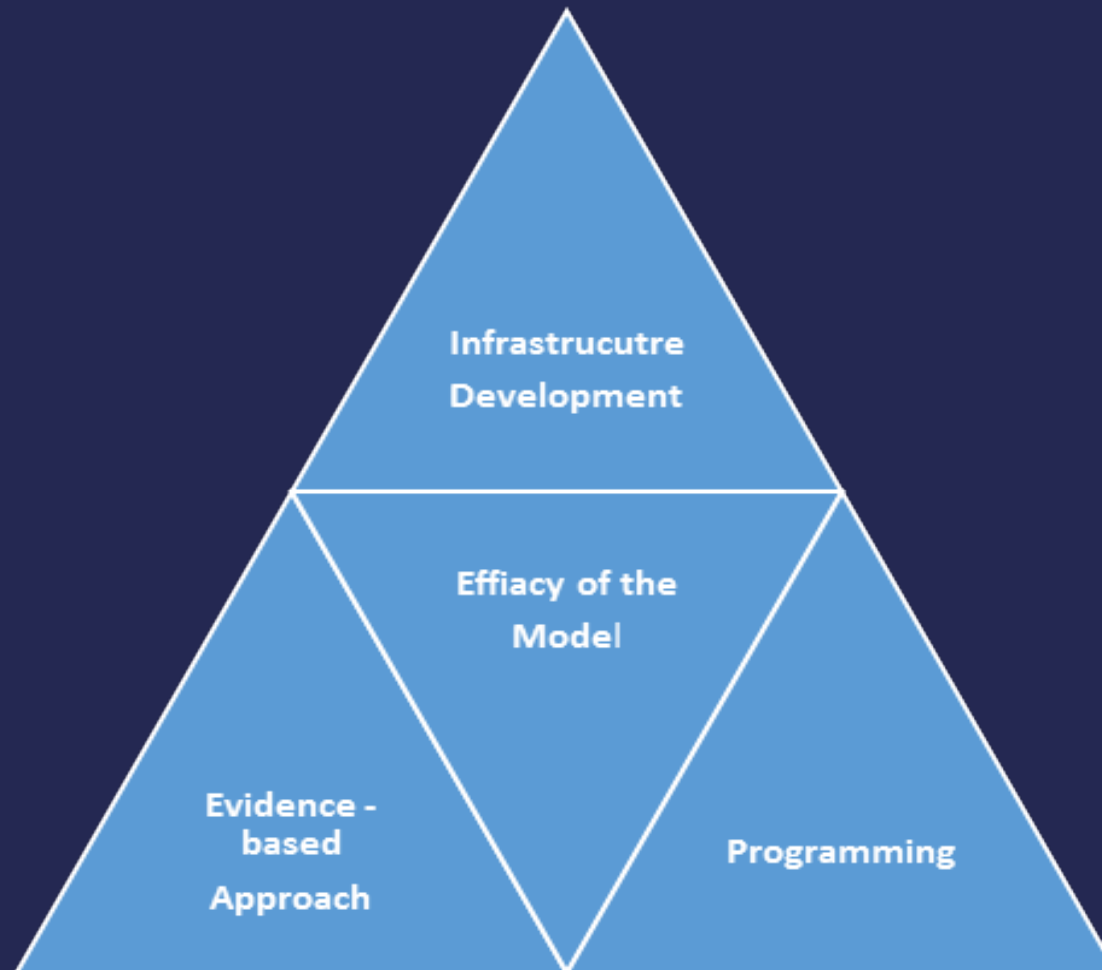 Infrastrucutre
Development
Effiacy of the
Model
Evidence -
based
Approach
Programming